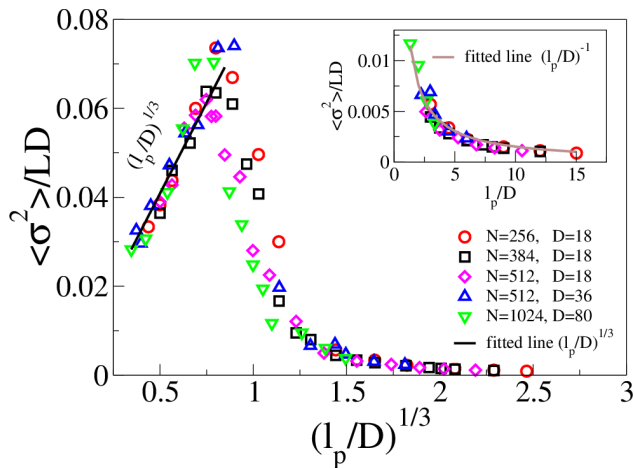 0.08
0.06
0.04
0.02
0
<σ²>/LD
(l_p/D)^1/3
0.5
1
1.5
2
2.5
3
(l_p/D)^1/3
0.01
0.005
0.000
<σ²>/LD
fitted line (l_p/D)^-1
0
5
10
15
l_p/D
N=256, D=18
N=384, D=18
N=512, D=18
N=512, D=36
N=1024, D=80
fitted line (l_p/D)^1/3